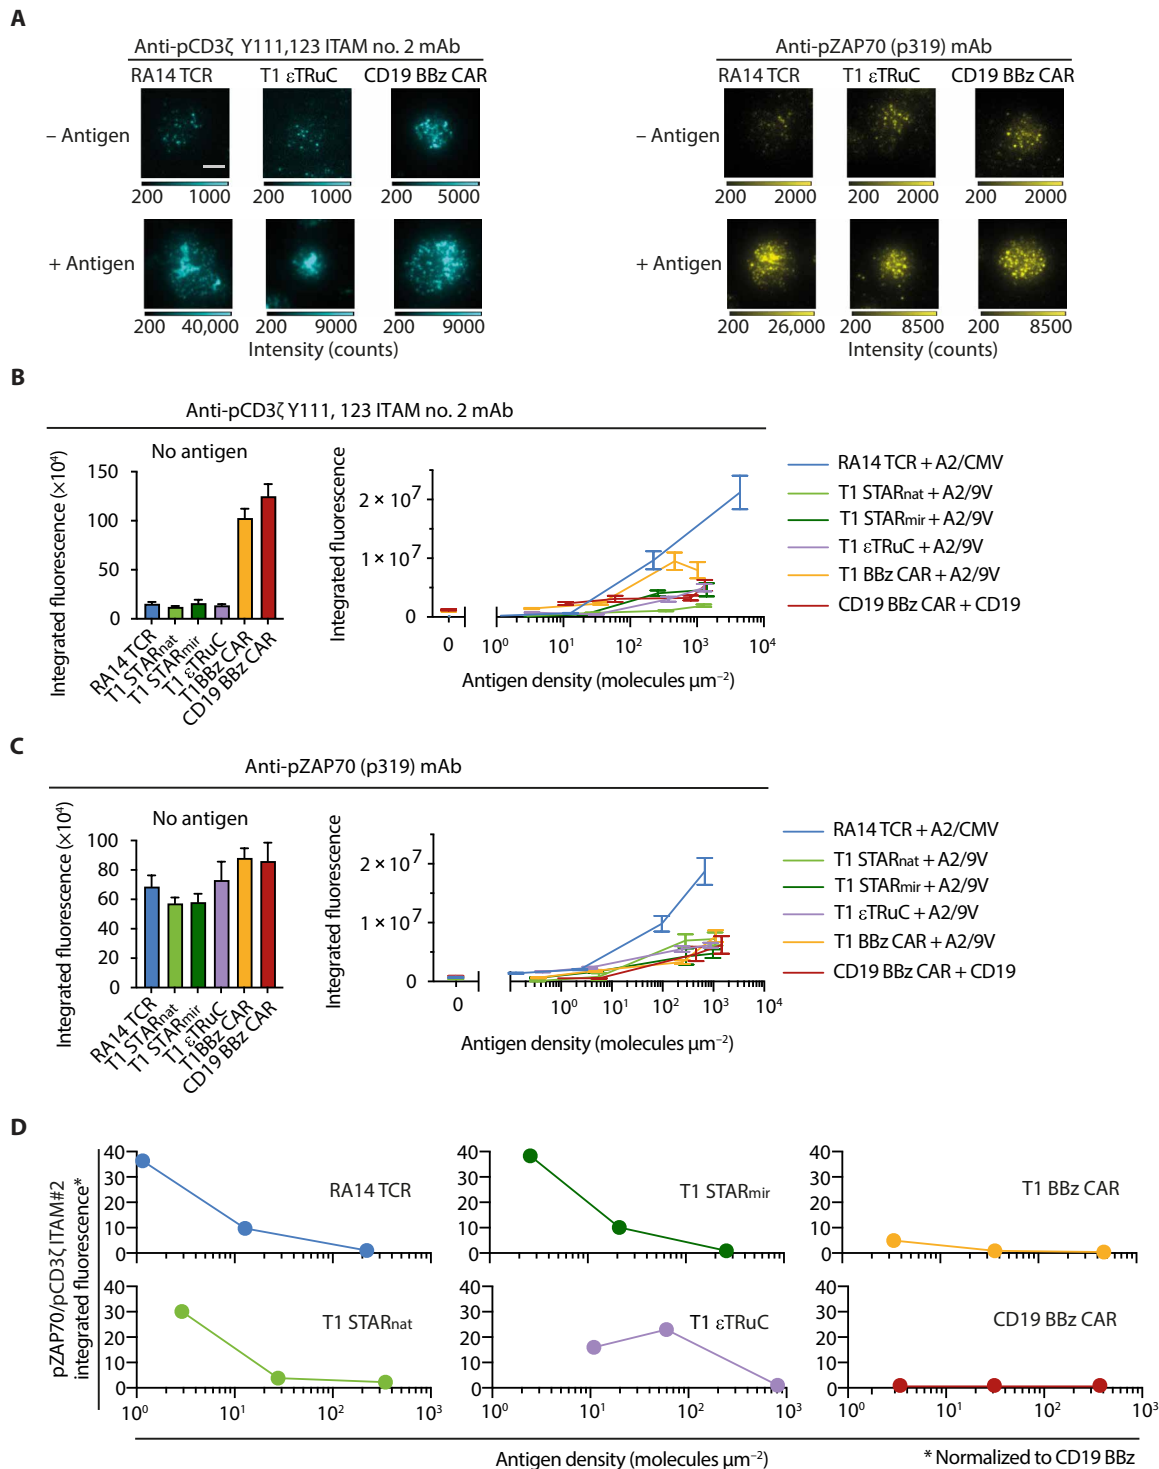 A
Anti-pCD3ζ Y111,123 ITAM no. 2 mAb
RA14 TCR T1 εTRuC CD19 BBz CAR
– Antigen
200 1000 200 1000 200 5000
+ Antigen
200 40,000 200 9000 200 9000
Intensity (counts)
Anti-pZAP70 (p319) mAb
RA14 TCR T1 εTRuC CD19 BBz CAR
– Antigen
200 2000 200 2000 200 2000
+ Antigen
200 26,000 200 8500 200 8500
Intensity (counts)
B
Anti-pCD3ζ Y111, 123 ITAM no. 2 mAb
No antigen
Integrated fluorescence (×10⁴)
150
100
50
0
RA14 TCR
T1 STARnat
T1 STARmir
T1 εTRuC
T1BBz CAR
CD19 BBz CAR
Integrated fluorescence
2 × 10⁷
1 × 10⁷
0
0 10⁰ 10¹ 10² 10³ 10⁴
Antigen density (molecules μm⁻²)
RA14 TCR + A2/CMV
T1 STARnat + A2/9V
T1 STARmir + A2/9V
T1 εTRuC + A2/9V
T1 BBz CAR + A2/9V
CD19 BBz CAR + CD19
C
Anti-pZAP70 (p319) mAb
No antigen
Integrated fluorescence (×10⁴)
100
80
60
40
20
0
RA14 TCR
T1 STARnat
T1 STARmir
T1 εTRuC
T1BBz CAR
CD19 BBz CAR
Integrated fluorescence
2 × 10⁷
1 × 10⁷
0
0 10⁰ 10¹ 10² 10³ 10⁴
Antigen density (molecules μm⁻²)
RA14 TCR + A2/CMV
T1 STARnat + A2/9V
T1 STARmir + A2/9V
T1 εTRuC + A2/9V
T1 BBz CAR + A2/9V
CD19 BBz CAR + CD19
D
pZAP70/pCD3ζ ITAM#2
integrated fluorescence*
40
30
20
10
0
RA14 TCR
40
30
20
10
0
T1 STARmir
40
30
20
10
0
T1 BBz CAR
40
30
20
10
0
T1 STARnat
10⁰ 10¹ 10² 10³
40
30
20
10
0
T1 εTRuC
10⁰ 10¹ 10² 10³
40
30
20
10
0
CD19 BBz CAR
10⁰ 10¹ 10² 10³
Antigen density (molecules μm⁻²)
* Normalized to CD19 BBz